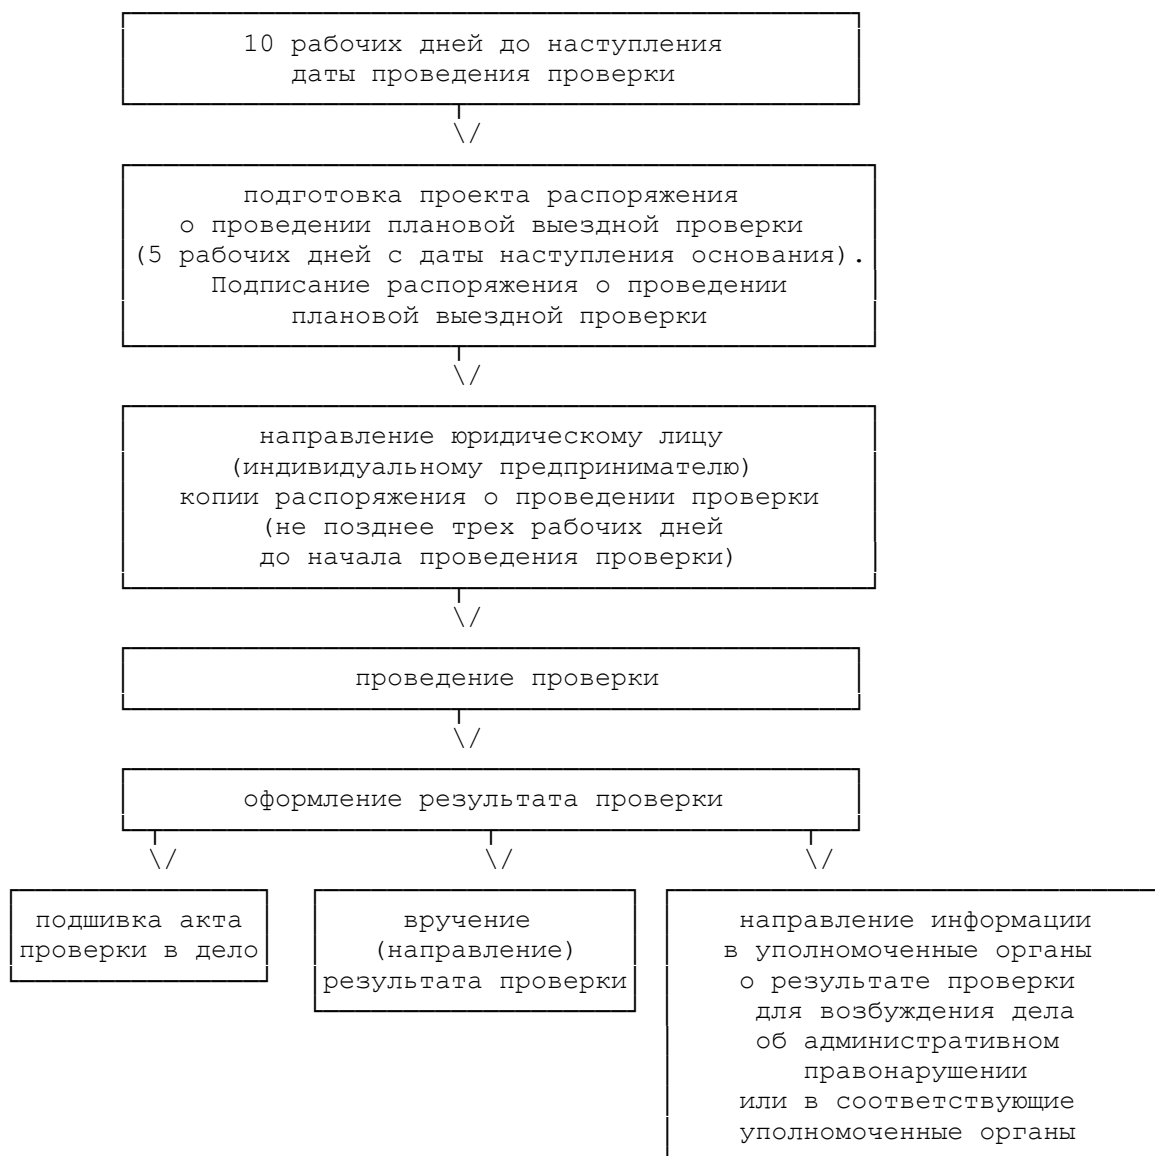 10 рабочих дней до наступления
даты проведения проверки
\/
подготовка проекта распоряжения
о проведении плановой выездной проверки
(5 рабочих дней с даты наступления основания).
Подписание распоряжения о проведении
плановой выездной проверки
\/
направление юридическому лицу
(индивидуальному предпринимателю)
копии распоряжения о проведении проверки
(не позднее трех рабочих дней
до начала проведения проверки)
\/
проведение проверки
\/
оформление результата проверки
\/ \/ \/
подшивка акта
проверки в дело
вручение
(направление)
результата проверки
направление информации
в уполномоченные органы
о результате проверки
для возбуждения дела
об административном
правонарушении
или в соответствующие
уполномоченные органы